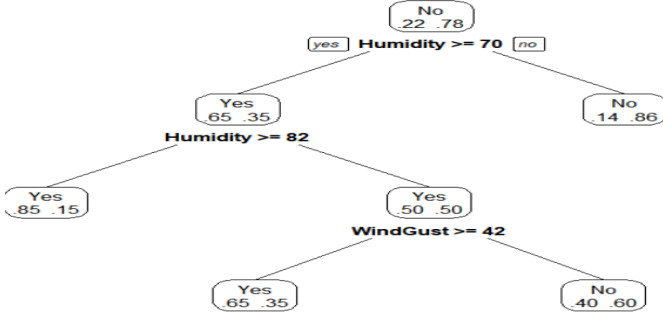 No
.22 .78
yes Humidity >= 70 no
Yes
.65 .35
No
.14 .86
Humidity >= 82
Yes
.85 .15
Yes
.50 .50
WindGust >= 42
Yes
.65 .35
No
.40 .60